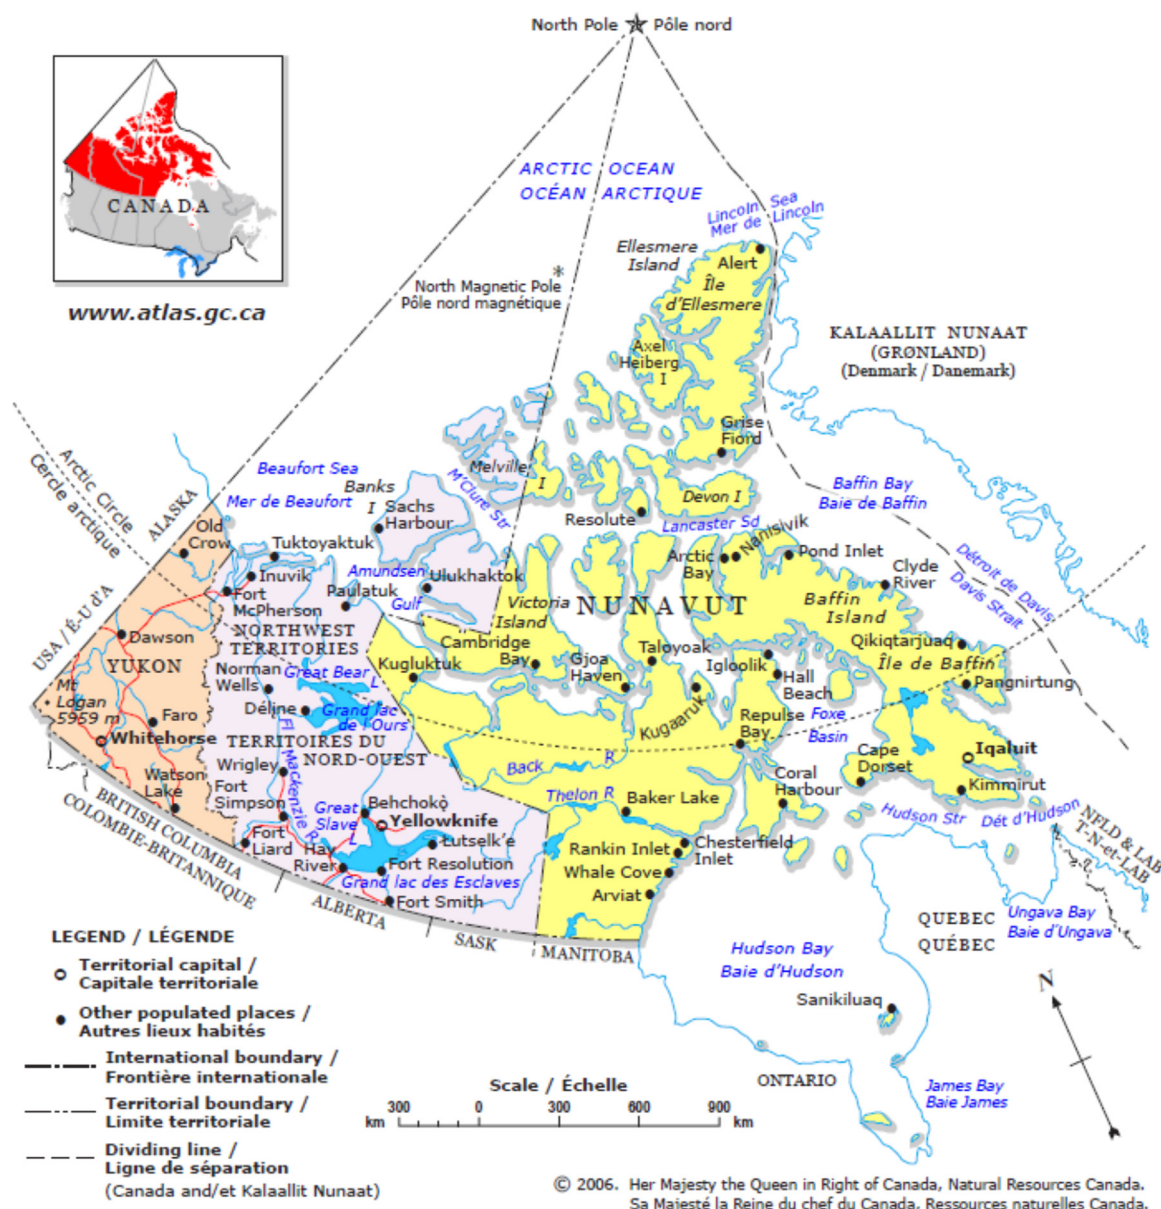 North Pole
Pôle nord
CANADA
www.atlas.gc.ca
ARCTIC OCEAN
OCÉAN ARCTIQUE
Lincoln Sea
Mer de Lincoln
Ellesmere
Island
Alert
Île
d'Ellesmere
North Magnetic Pole
Pôle nord magnétique
*
KALAALLIT NUNAAT
(GRØNLAND)
(Denmark / Danemark)
Axel
Heiberg
I
Grise
Fiord
Arctic Circle
Cercle arctique
Beaufort Sea
Mer de Beaufort
Banks
I
Sachs
Harbour
M'Clure Str
Melville
I
Devon I
Resolute
Lancaster Sd
Baffin Bay
Baie de Baffin
ALASKA
USA / É-U d'A
Old
Crow
Tuktoyaktuk
Inuvik
Fort
McPherson
Paulatuk
Amundsen
Gulf
Ulukhaktok
Victoria
Island
NUNAVUT
Arctic
Bay
Nanisivik
Pond Inlet
Clyde
River
Baffin
Island
Détroit de Davis
Davis Strait
Qikiqtarjuaq
Île de Baffin
Pangnirtung
Dawson
YUKON
Mt
Logan
5959 m
Faro
Whitehorse
Watson
Lake
NORTHWEST
TERRITORIES
Norman
Wells
Great Bear
L
Déline
Grand lac
de l'Ours
TERRITOIRES DU
NORD-OUEST
Wrigley
Fl Mackenzie R
Fort
Simpson
Fort
Liard
Great
Slave
L
Behchokò
Yellowknife
Hay
River
Łutselk'e
Fort Resolution
Grand lac des Esclaves
Fort Smith
Kugluktuk
Cambridge
Bay
Gjoa
Haven
Taloyoak
Kugaaruk
Igloolik
Hall
Beach
Repulse
Bay
Foxe
Basin
Back R
Thelon R
Baker Lake
Coral
Harbour
Cape
Dorset
Iqaluit
Kimmirut
Rankin Inlet
Chesterfield
Inlet
Whale Cove
Arviat
Hudson Str
Dét d'Hudson
NFLD & LAB
T-N-et-LAB
BRITISH COLUMBIA
COLOMBIE-BRITANNIQUE
ALBERTA
SASK
MANITOBA
Hudson Bay
Baie d'Hudson
QUEBEC
QUÉBEC
Ungava Bay
Baie d'Ungava
Sanikiluaq
ONTARIO
James Bay
Baie James
N
LEGEND / LÉGENDE
Territorial capital /
Capitale territoriale
Other populated places /
Autres lieux habités
International boundary /
Frontière internationale
Territorial boundary /
Limite territoriale
Dividing line /
Ligne de séparation
(Canada and/et Kalaallit Nunaat)
Scale / Échelle
300 0 300 600 900
km km
© 2006. Her Majesty the Queen in Right of Canada, Natural Resources Canada.
Sa Majesté la Reine du chef du Canada, Ressources naturelles Canada.